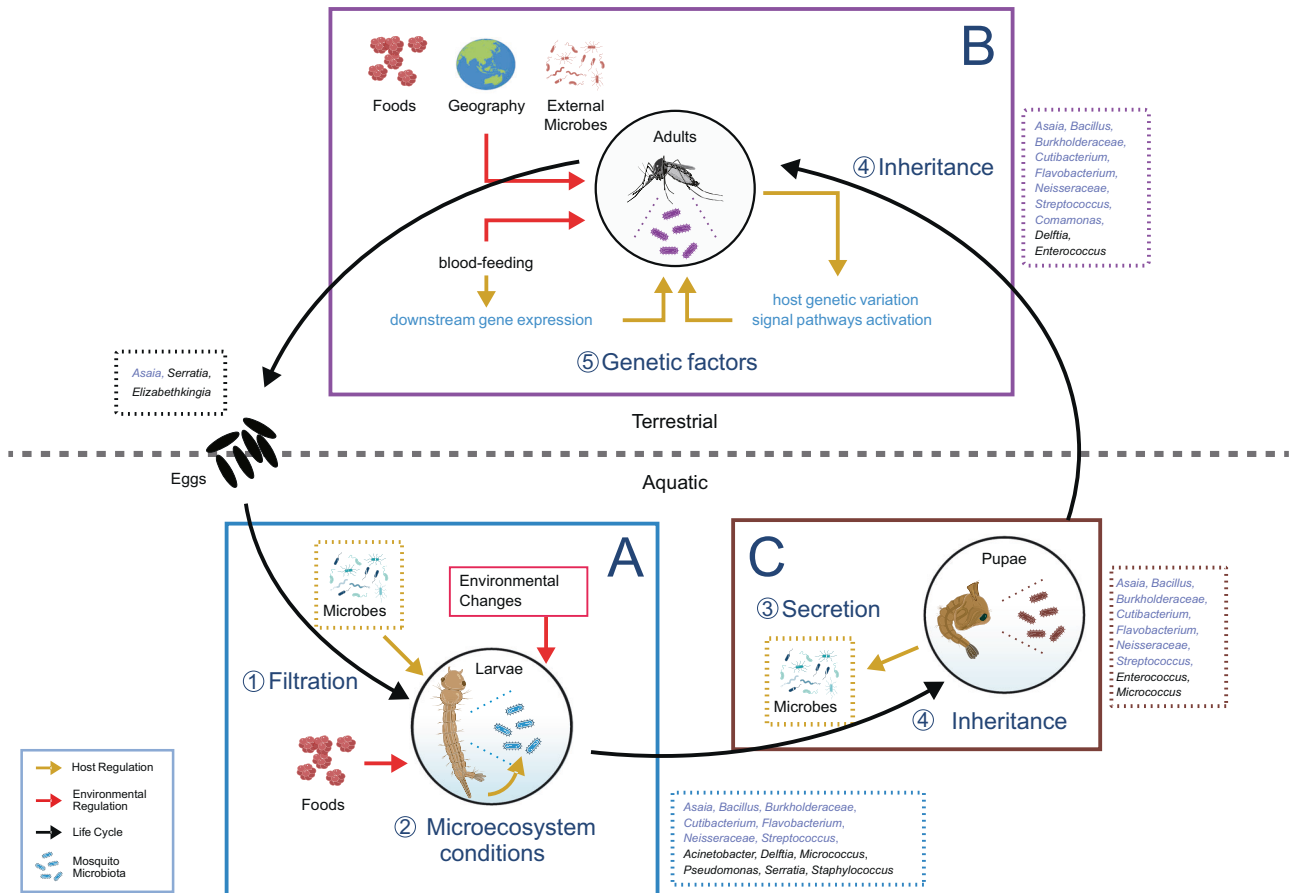 B
Foods
Geography
External
Microbes
Adults
④ Inheritance
Asaia, Bacillus,
Burkholderaceae,
Cutibacterium,
Flavobacterium,
Neisseraceae,
Streptococcus,
Comamonas,
Delftia,
Enterococcus
blood-feeding
downstream gene expression
host genetic variation
signal pathways activation
⑤ Genetic factors
Asaia, Serratia,
Elizabethkingia
Terrestrial
Eggs
Aquatic
A
Microbes
Environmental
Changes
① Filtration
Larvae
Foods
② Microecosystem
conditions
C
Pupae
③ Secretion
Microbes
④ Inheritance
Asaia, Bacillus,
Burkholderaceae,
Cutibacterium,
Flavobacterium,
Neisseraceae,
Streptococcus,
Enterococcus,
Micrococcus
Asaia, Bacillus, Burkholderaceae,
Cutibacterium, Flavobacterium,
Neisseraceae, Streptococcus,
Acinetobacter, Delftia, Micrococcus,
Pseudomonas, Serratia, Staphylococcus
Host Regulation
Environmental
Regulation
Life Cycle
Mosquito
Microbiota